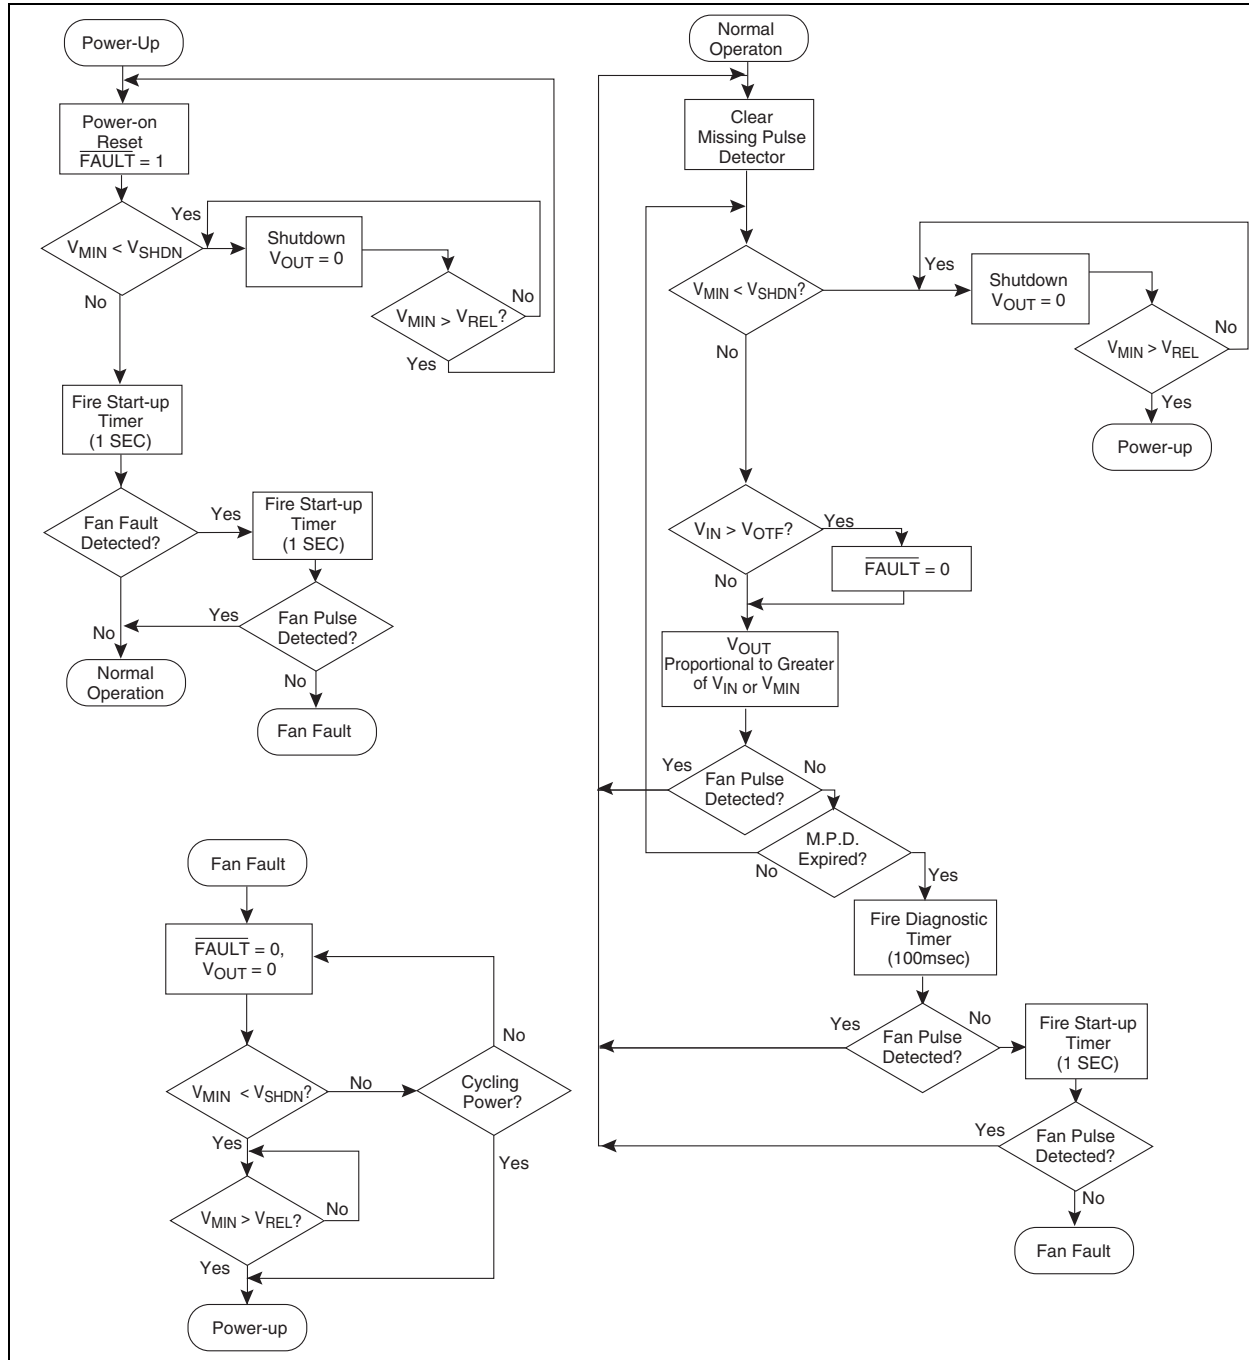 Power-Up
Power-on
Reset
FAULT = 1
Yes
VMIN < VSHDN
No
Shutdown
VOUT = 0
VMIN > VREL?
No
Yes
Fire Start-up
Timer
(1 SEC)
Fan Fault
Detected?
Yes
Fire Start-up
Timer
(1 SEC)
Yes
Fan Pulse
Detected?
No
No
Normal
Operation
Fan Fault
Fan Fault
FAULT = 0,
VOUT = 0
No
VMIN < VSHDN?
No
Cycling
Power?
Yes
Yes
VMIN > VREL?
No
Yes
Power-up
Normal
Operaton
Clear
Missing Pulse
Detector
VMIN < VSHDN?
Yes
No
Shutdown
VOUT = 0
VMIN > VREL
No
Yes
Power-up
VIN > VOTF?
Yes
No
FAULT = 0
VOUT
Proportional to Greater
of VIN or VMIN
Yes
Fan Pulse
Detected?
No
M.P.D.
Expired?
No
Yes
Fire Diagnostic
Timer
(100msec)
Yes
Fan Pulse
Detected?
No
Fire Start-up
Timer
(1 SEC)
Yes
Fan Pulse
Detected?
No
Fan Fault